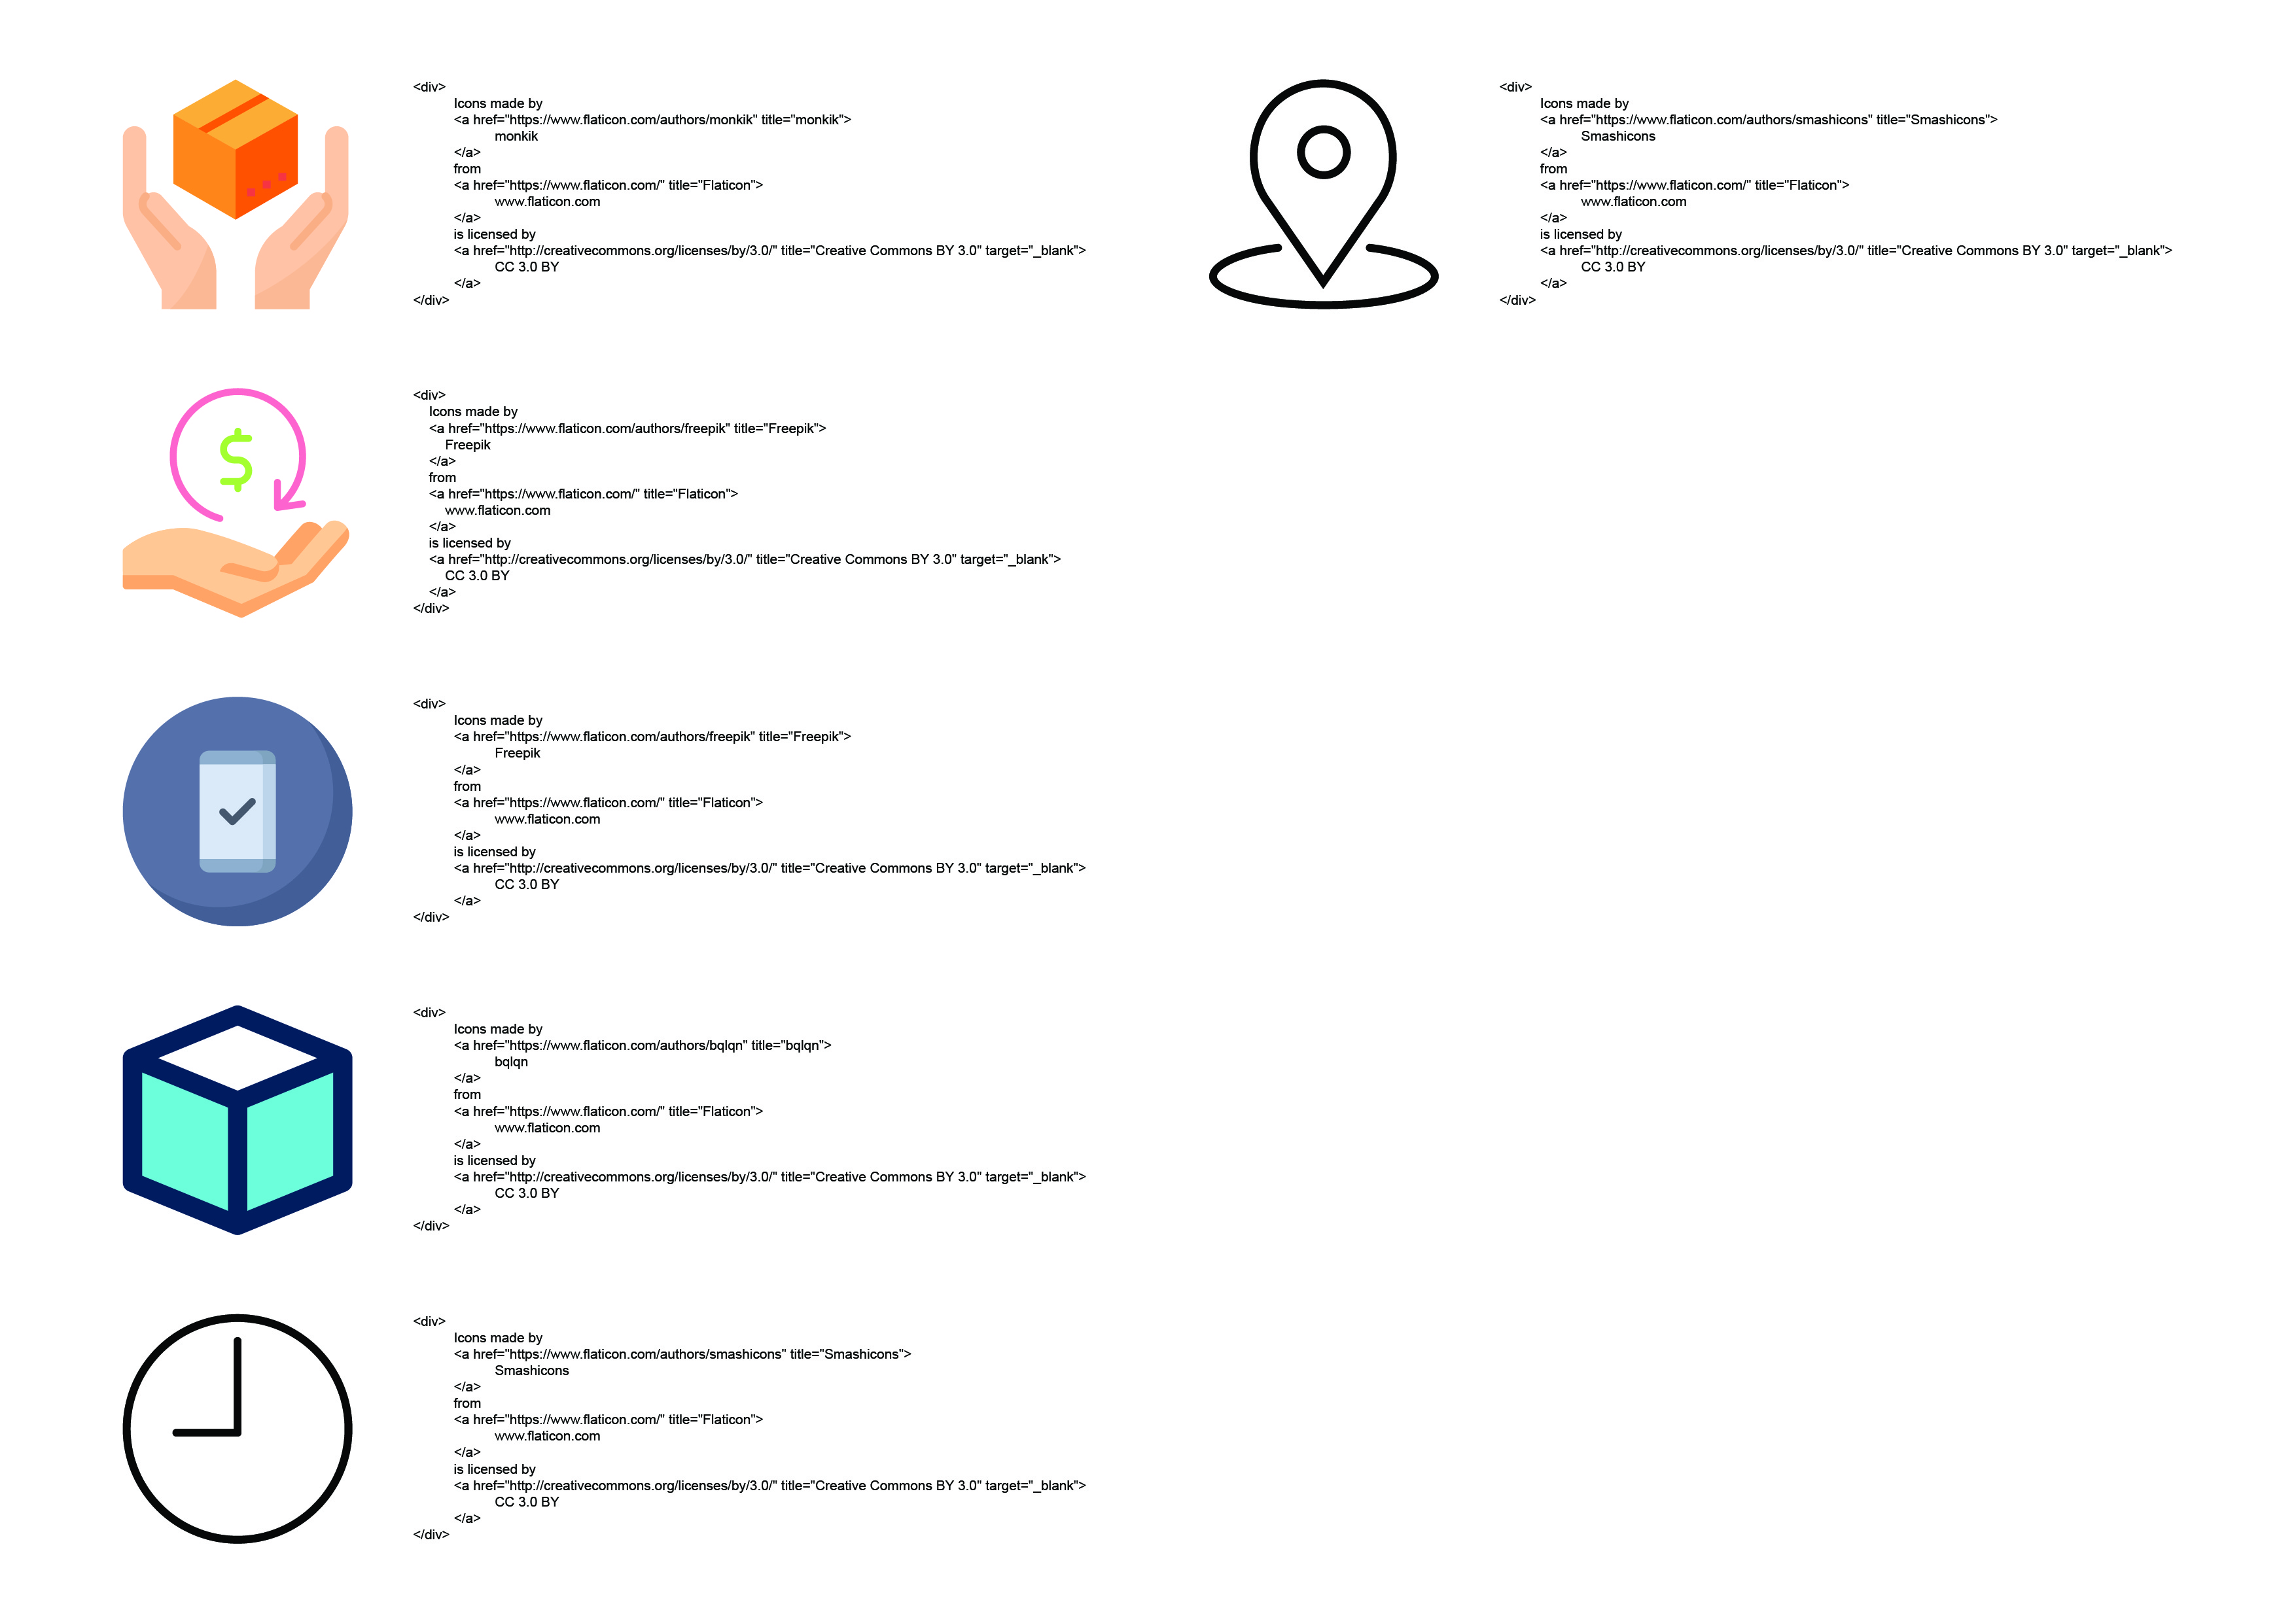 <div>
Icons made by
<a href="https://www.flaticon.com/authors/monkik" title="monkik">
monkik
</a>
from
<a href="https://www.flaticon.com/" title="Flaticon">
www.flaticon.com
</a>
is licensed by
<a href="http://creativecommons.org/licenses/by/3.0/" title="Creative Commons BY 3.0" target="_blank">
CC 3.0 BY
</a>
</div>
<div>
Icons made by
<a href="https://www.flaticon.com/authors/freepik" title="Freepik">
Freepik
</a>
from
<a href="https://www.flaticon.com/" title="Flaticon">
www.flaticon.com
</a>
is licensed by
<a href="http://creativecommons.org/licenses/by/3.0/" title="Creative Commons BY 3.0" target="_blank">
CC 3.0 BY
</a>
</div>
<div>
Icons made by
<a href="https://www.flaticon.com/authors/freepik" title="Freepik">
Freepik
</a>
from
<a href="https://www.flaticon.com/" title="Flaticon">
www.flaticon.com
</a>
is licensed by
<a href="http://creativecommons.org/licenses/by/3.0/" title="Creative Commons BY 3.0" target="_blank">
CC 3.0 BY
</a>
</div>
<div>
Icons made by
<a href="https://www.flaticon.com/authors/bqlqn" title="bqlqn">
bqlqn
</a>
from
<a href="https://www.flaticon.com/" title="Flaticon">
www.flaticon.com
</a>
is licensed by
<a href="http://creativecommons.org/licenses/by/3.0/" title="Creative Commons BY 3.0" target="_blank">
CC 3.0 BY
</a>
</div>
<div>
Icons made by
<a href="https://www.flaticon.com/authors/smashicons" title="Smashicons">
Smashicons
</a>
from
<a href="https://www.flaticon.com/" title="Flaticon">
www.flaticon.com
</a>
is licensed by
<a href="http://creativecommons.org/licenses/by/3.0/" title="Creative Commons BY 3.0" target="_blank">
CC 3.0 BY
</a>
</div>
<div>
Icons made by
<a href="https://www.flaticon.com/authors/smashicons" title="Smashicons">
Smashicons
</a>
from
<a href="https://www.flaticon.com/" title="Flaticon">
www.flaticon.com
</a>
is licensed by
<a href="http://creativecommons.org/licenses/by/3.0/" title="Creative Commons BY 3.0" target="_blank">
CC 3.0 BY
</a>
</div>